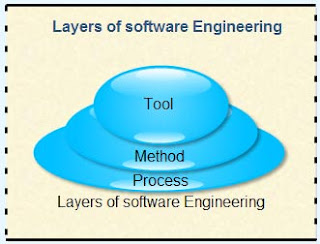 Layers of software Engineering
Tool
Method
Process
Layers of software Engineering